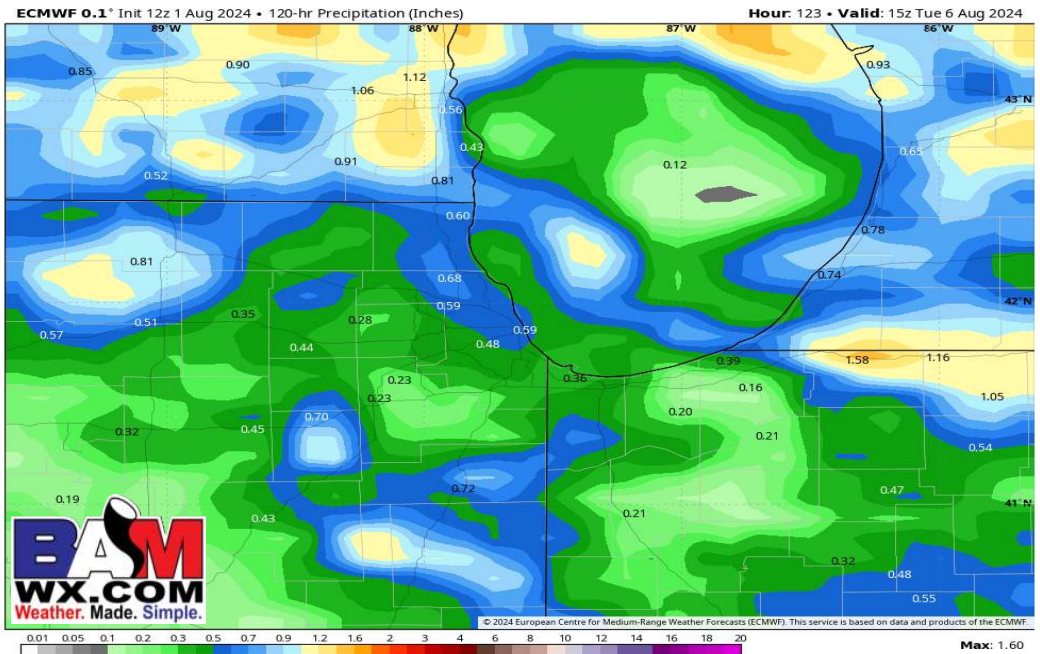 ECMWF 0.1° Init 12z 1 Aug 2024 • 120-hr Precipitation (Inches) Hour: 123 • Valid: 15z Tue 6 Aug 2024
89°W 88°W 87°W 86°W
0.85 0.90 1.12 0.93
1.06 43°N
0.56
0.43 0.65
0.91 0.12
0.52 0.81
0.60
0.78
0.81 0.68 0.74
0.59 42°N
0.57 0.51 0.35 0.28 0.59
0.44 0.48
0.39 1.58 1.16
0.23 0.36 0.16
0.23 1.05
0.70 0.20
0.32 0.45 0.21
0.54
0.19 0.72 0.47
0.43 0.21 41°N
BAM
WX.COM
Weather. Made. Simple.
0.32
0.48
0.55
© 2024 European Centre for Medium-Range Weather Forecasts (ECMWF). This service is based on data and products of the ECMWF.
0.01 0.05 0.1 0.2 0.3 0.5 0.7 0.9 1.2 1.6 2 3 4 6 8 10 12 14 16 18 20
Max: 1.60